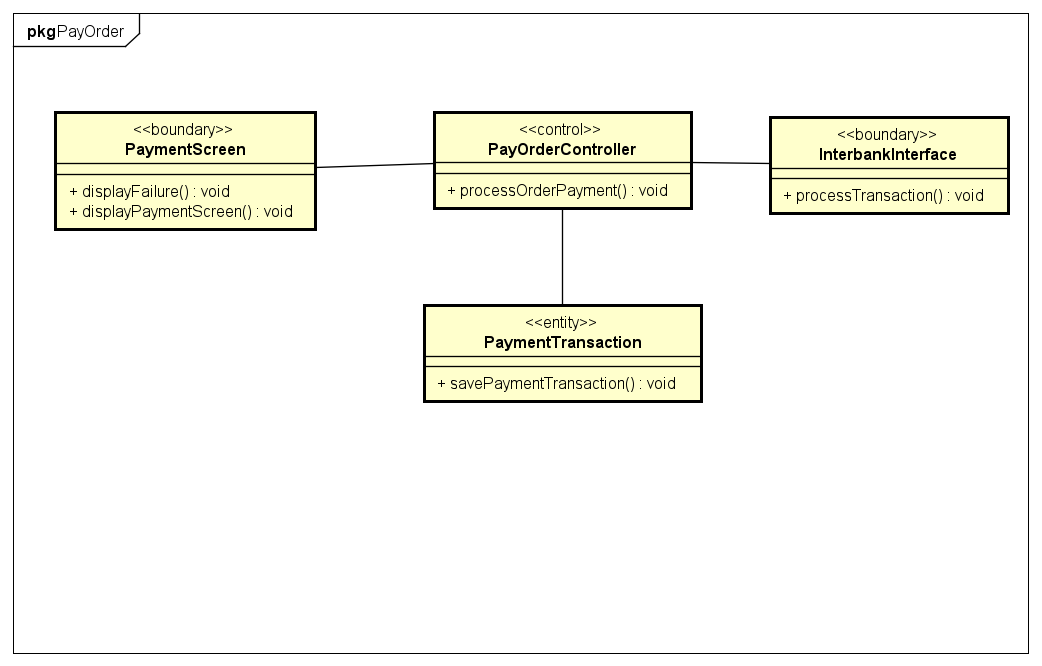 pkgPayOrder
<<boundary>>
PaymentScreen
+ displayFailure() : void
+ displayPaymentScreen() : void
<<control>>
PayOrderController
+ processOrderPayment() : void
<<boundary>>
InterbankInterface
+ processTransaction() : void
<<entity>>
PaymentTransaction
+ savePaymentTransaction() : void